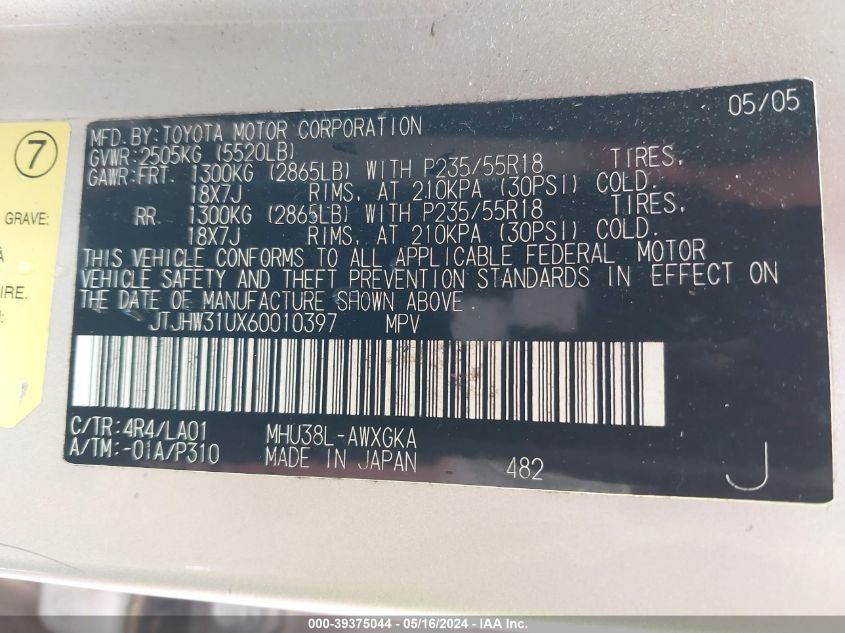 05/05
MFD.BY:TOYOTA MOTOR CORPORATION
GVWR:2505KG (5520LB)
GAWR:FRT. 1300KG (2865LB) WITH P235/55R18 TIRES,
18X7J RIMS, AT 210KPA (30PSI) COLD.
RR. 1300KG (2865LB) WITH P235/55R18 TIRES,
18X7J RIMS, AT 210KPA (30PSI) COLD.
THIS VEHICLE CONFORMS TO ALL APPLICABLE FEDERAL MOTOR
VEHICLE SAFETY AND THEFT PREVENTION STANDARDS IN EFFECT ON
THE DATE OF MANUFACTURE SHOWN ABOVE.
JTJHW31UX60010397 MPV
C/TR:4R4/LA01 MHU38L-AWXGKA
A/TM:-01A/P310 MADE IN JAPAN 482 J
7
GRAVE:
IRE.
000-39375044 - 05/16/2024 - IAA Inc.